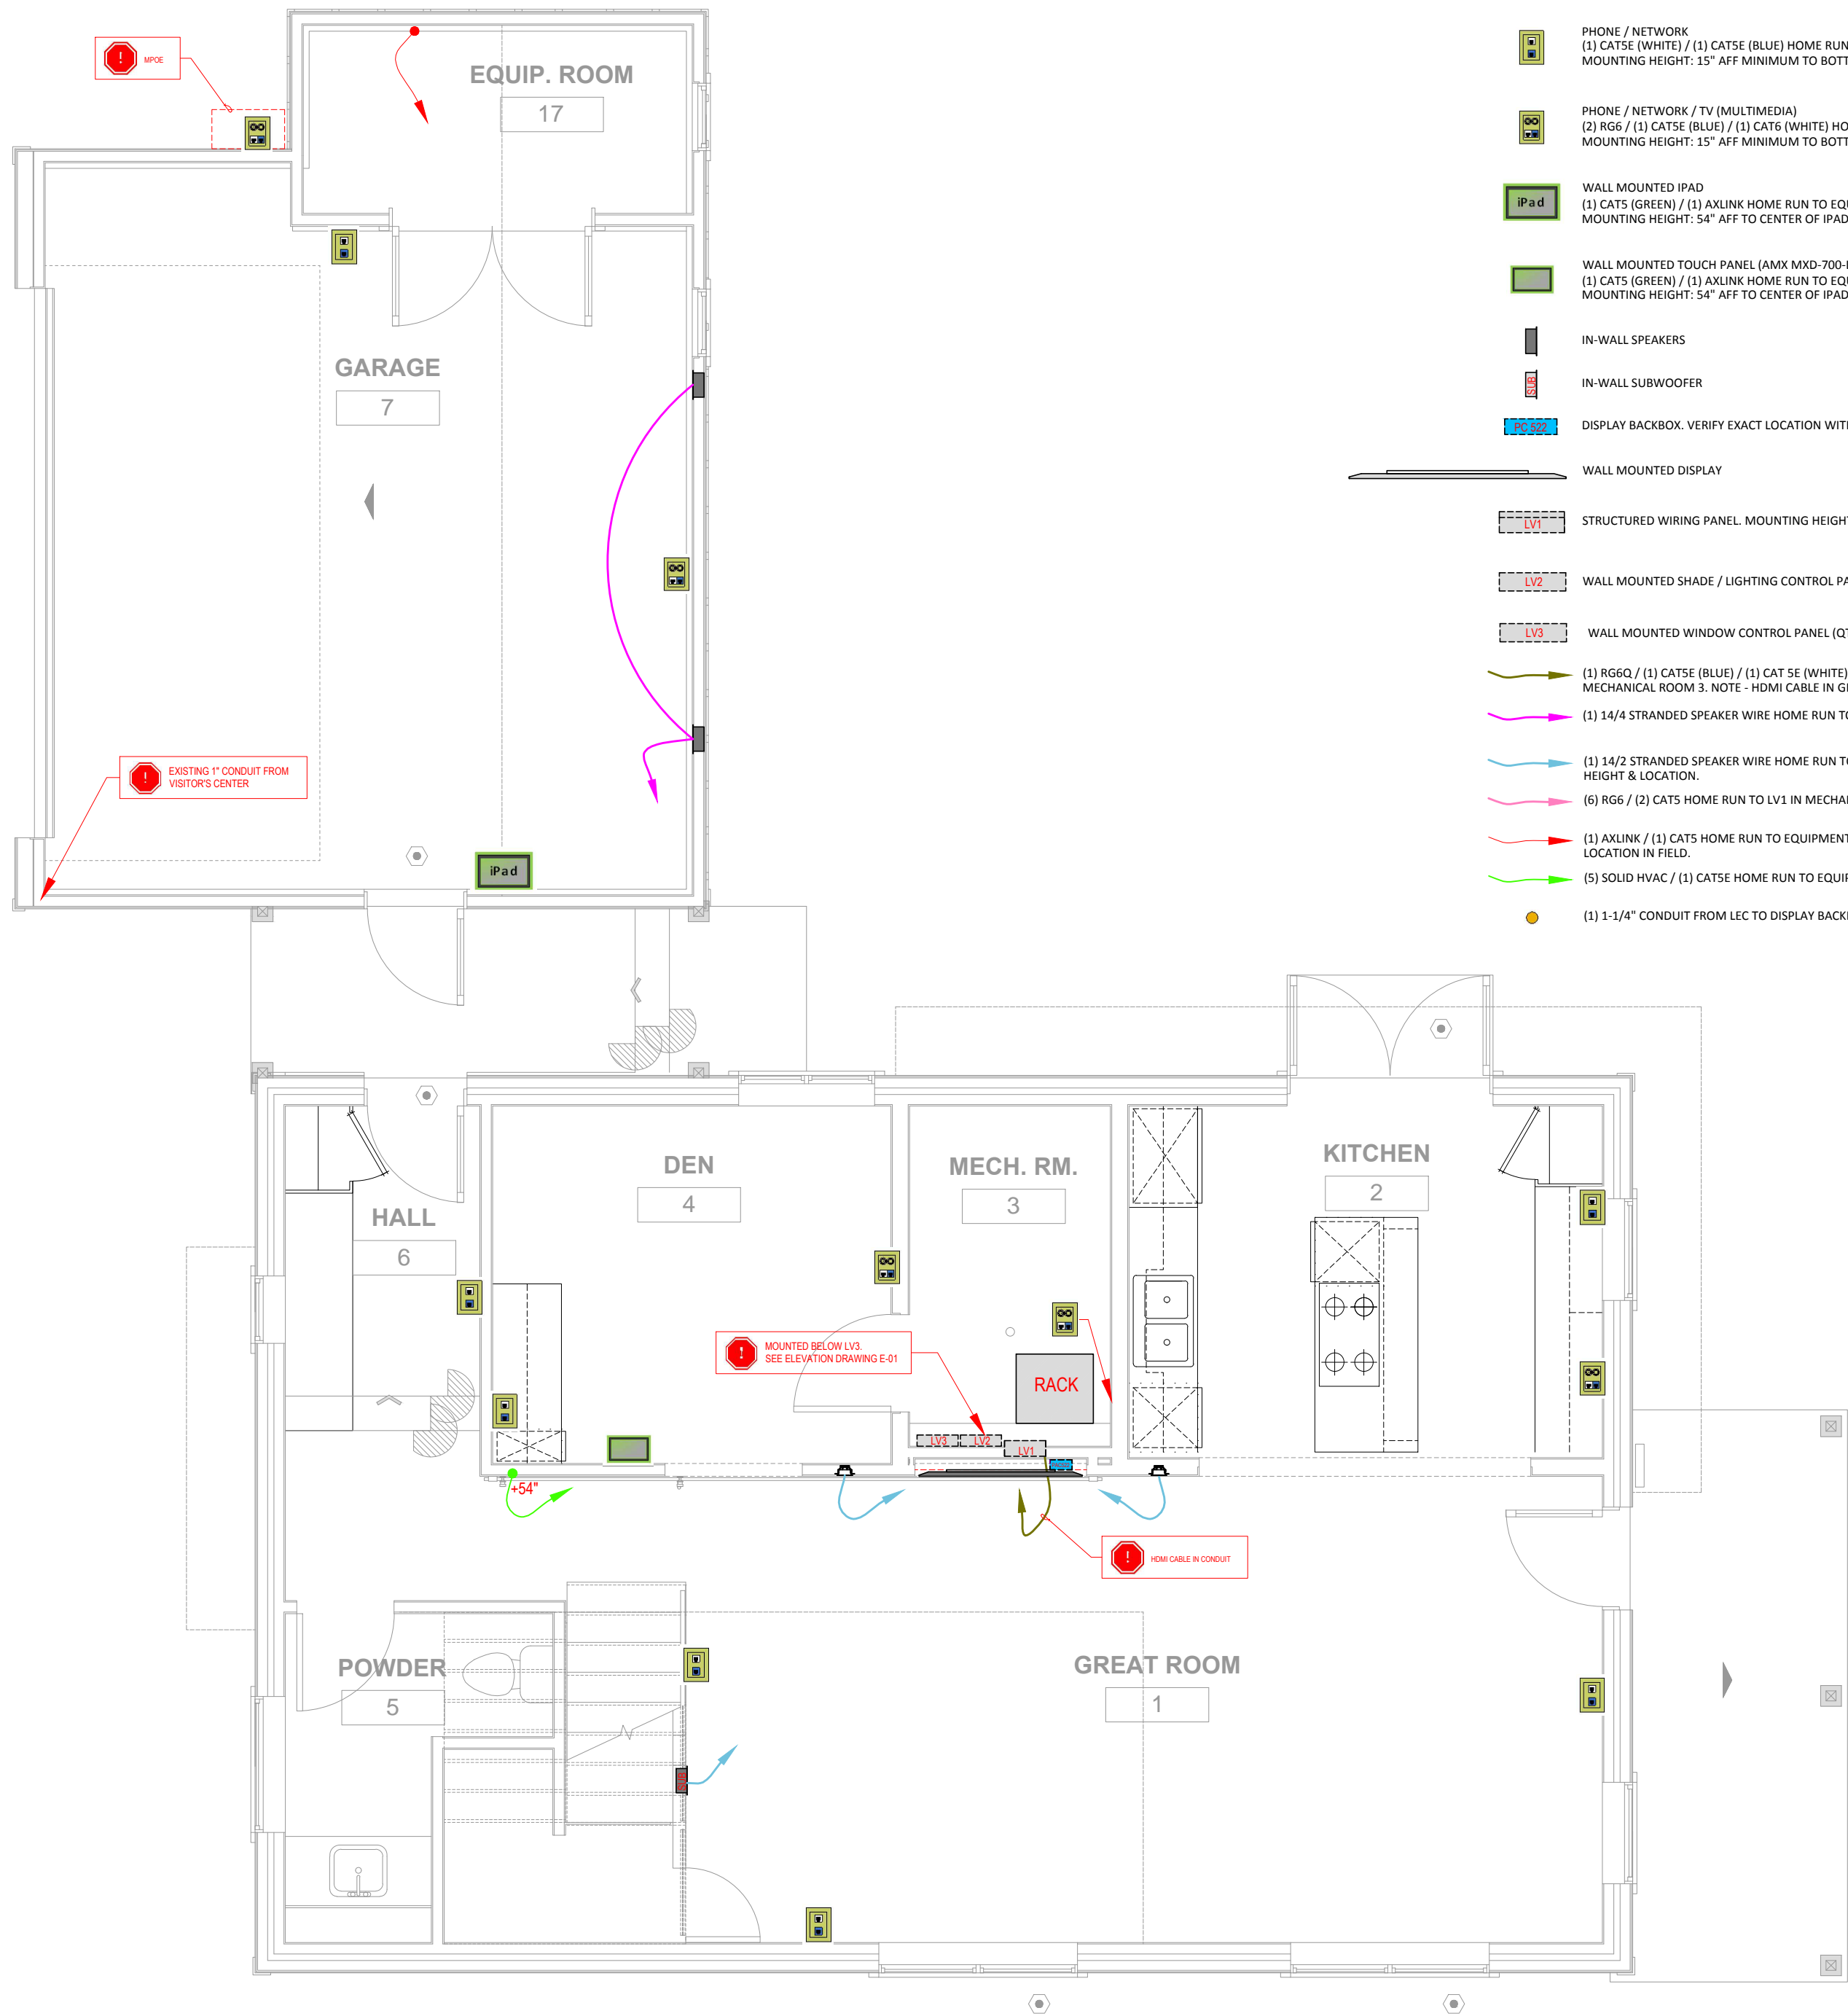 MPOE
EQUIP. ROOM
17
GARAGE
7
EXISTING 1" CONDUIT FROM
VISITOR'S CENTER
iPad
PHONE / NETWORK
(1) CAT5E (WHITE) / (1) CAT5E (BLUE) HOME RUN
MOUNTING HEIGHT: 15" AFF MINIMUM TO BOTT
PHONE / NETWORK / TV (MULTIMEDIA)
(2) RG6 / (1) CAT5E (BLUE) / (1) CAT6 (WHITE) HO
MOUNTING HEIGHT: 15" AFF MINIMUM TO BOTT
iPad
WALL MOUNTED IPAD
(1) CAT5 (GREEN) / (1) AXLINK HOME RUN TO EQU
MOUNTING HEIGHT: 54" AFF TO CENTER OF IPAD
WALL MOUNTED TOUCH PANEL (AMX MXD-700-
(1) CAT5 (GREEN) / (1) AXLINK HOME RUN TO EQU
MOUNTING HEIGHT: 54" AFF TO CENTER OF IPAD
IN-WALL SPEAKERS
SUB
IN-WALL SUBWOOFER
PC 522
DISPLAY BACKBOX. VERIFY EXACT LOCATION WIT
WALL MOUNTED DISPLAY
LV1
STRUCTURED WIRING PANEL. MOUNTING HEIGHT
LV2
WALL MOUNTED SHADE / LIGHTING CONTROL PA
LV3
WALL MOUNTED WINDOW CONTROL PANEL (QT
(1) RG6Q / (1) CAT5E (BLUE) / (1) CAT 5E (WHITE)
MECHANICAL ROOM 3. NOTE - HDMI CABLE IN G
(1) 14/4 STRANDED SPEAKER WIRE HOME RUN TO
(1) 14/2 STRANDED SPEAKER WIRE HOME RUN TO
HEIGHT & LOCATION.
(6) RG6 / (2) CAT5 HOME RUN TO LV1 IN MECHA
(1) AXLINK / (1) CAT5 HOME RUN TO EQUIPMENT
LOCATION IN FIELD.
(5) SOLID HVAC / (1) CAT5E HOME RUN TO EQUI
(1) 1-1/4" CONDUIT FROM LEC TO DISPLAY BACK
DEN
4
MECH. RM.
3
KITCHEN
2
HALL
6
MOUNTED BELOW LV3.
SEE ELEVATION DRAWING E-01
RACK
LV3
LV2
LV1
+54"
HDMI CABLE IN CONDUIT
POWDER
5
GREAT ROOM
1
SUB